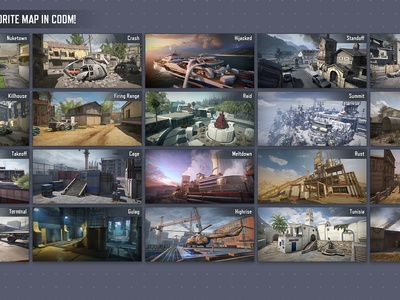 ORITE MAP IN CODM!
Nuketown
Crash
Hijacked
Standoff
Killhouse
Firing Range
Raid
Summit
Takeoff
Cage
Meltdown
Rust
Terminal
Gulag
Highrise
Tunisia